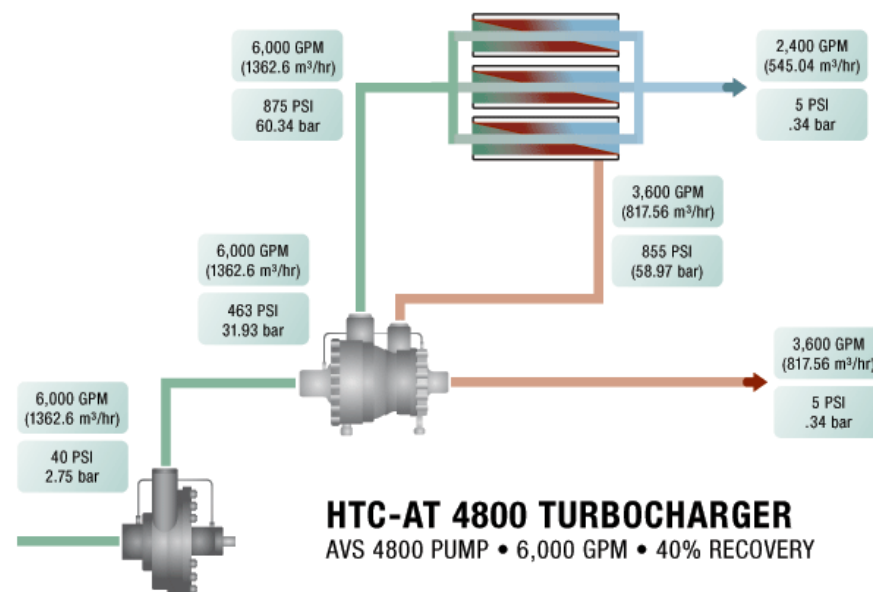 6,000 GPM
(1362.6 m³/hr)
875 PSI
60.34 bar
2,400 GPM
(545.04 m³/hr)
5 PSI
.34 bar
3,600 GPM
(817.56 m³/hr)
855 PSI
(58.97 bar)
6,000 GPM
(1362.6 m³/hr)
463 PSI
31.93 bar
3,600 GPM
(817.56 m³/hr)
5 PSI
.34 bar
6,000 GPM
(1362.6 m³/hr)
40 PSI
2.75 bar
HTC-AT 4800 TURBOCHARGER
AVS 4800 PUMP • 6,000 GPM • 40% RECOVERY